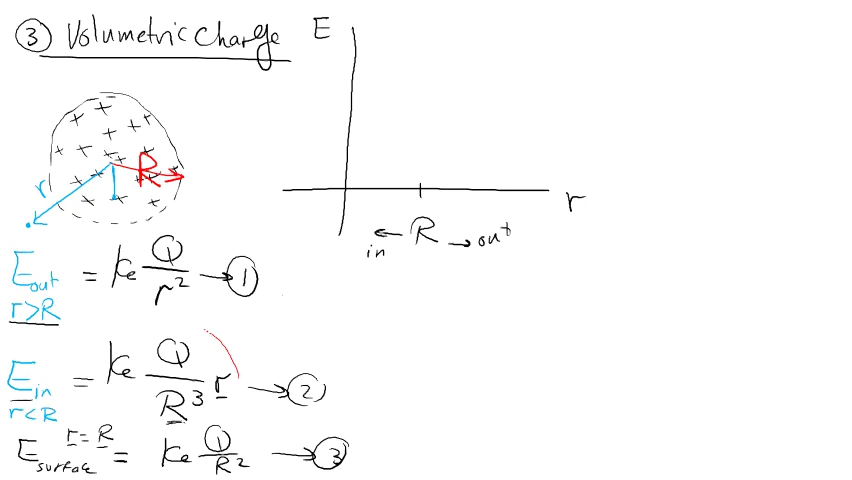 ③ Volumetric Charge
E
R
r
r
← R → out
in
E_out = k_e Q/r² → ①
r>R
E_in = k_e Q/R³ r → ②
r<R
r=R
E_surface = k_e Q/R² → ③